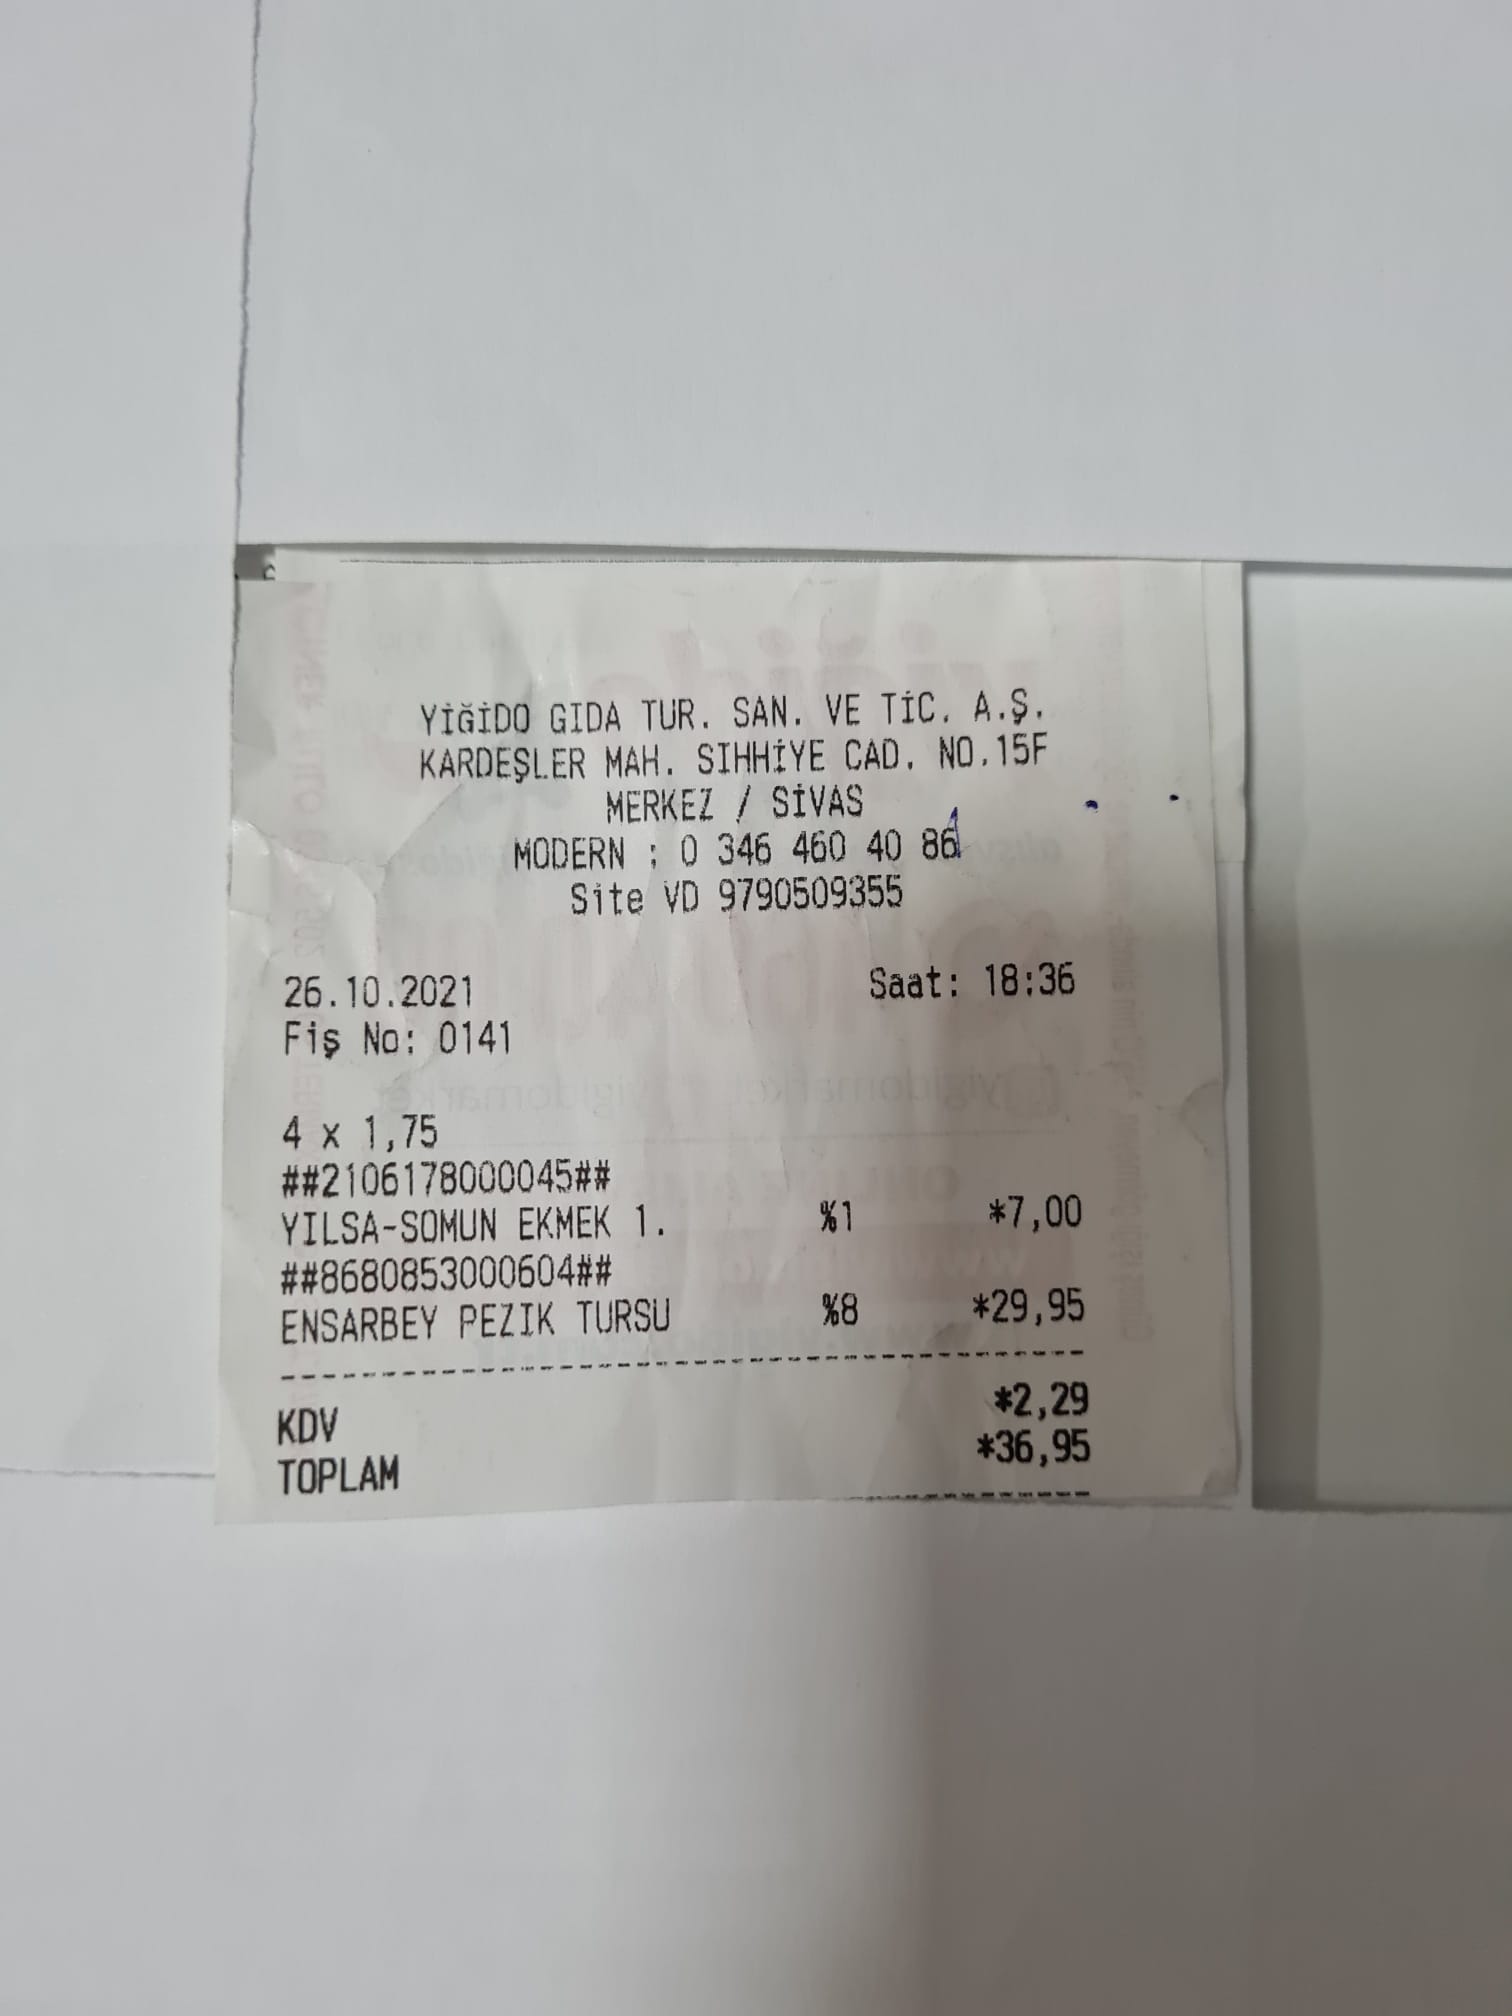 YİĞİDO GIDA TUR. SAN. VE TİC. A.Ş.
KARDEŞLER MAH. SIHHİYE CAD. NO.15F
MERKEZ / SİVAS
MODERN : 0 346 460 40 86
Site VD 9790509355
26.10.2021 Saat: 18:36
Fiş No: 0141
4 x 1,75
##2106178000045##
YILSA-SOMUN EKMEK 1. %1 *7,00
##8680853000604##
ENSARBEY PEZIK TURSU %8 *29,95
KDV *2,29
TOPLAM *36,95